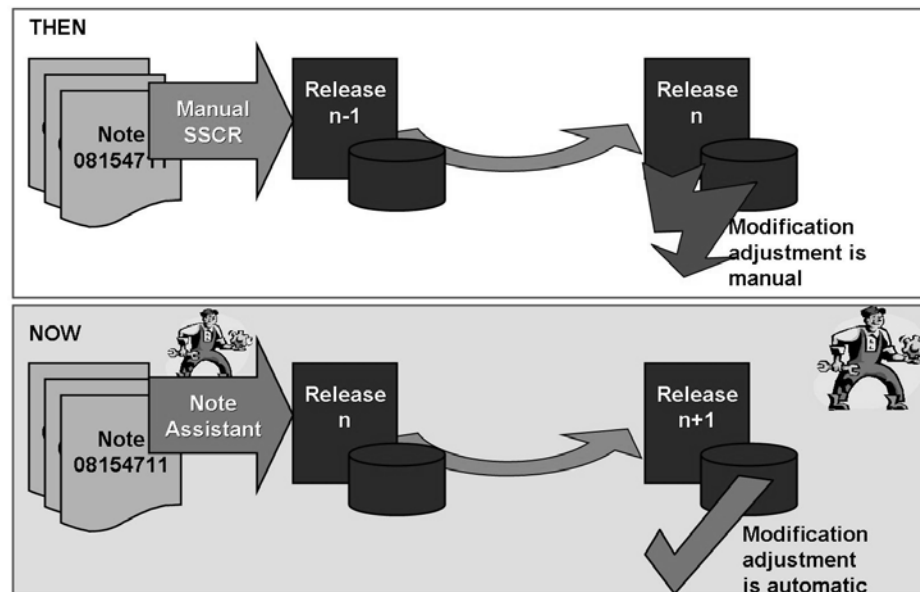 THEN
Note
08154711
Manual
SSCR
Release
n-1
Release
n
Modification
adjustment is
manual
NOW
Note
08154711
Note
Assistant
Release
n
Release
n+1
Modification
adjustment
is automatic